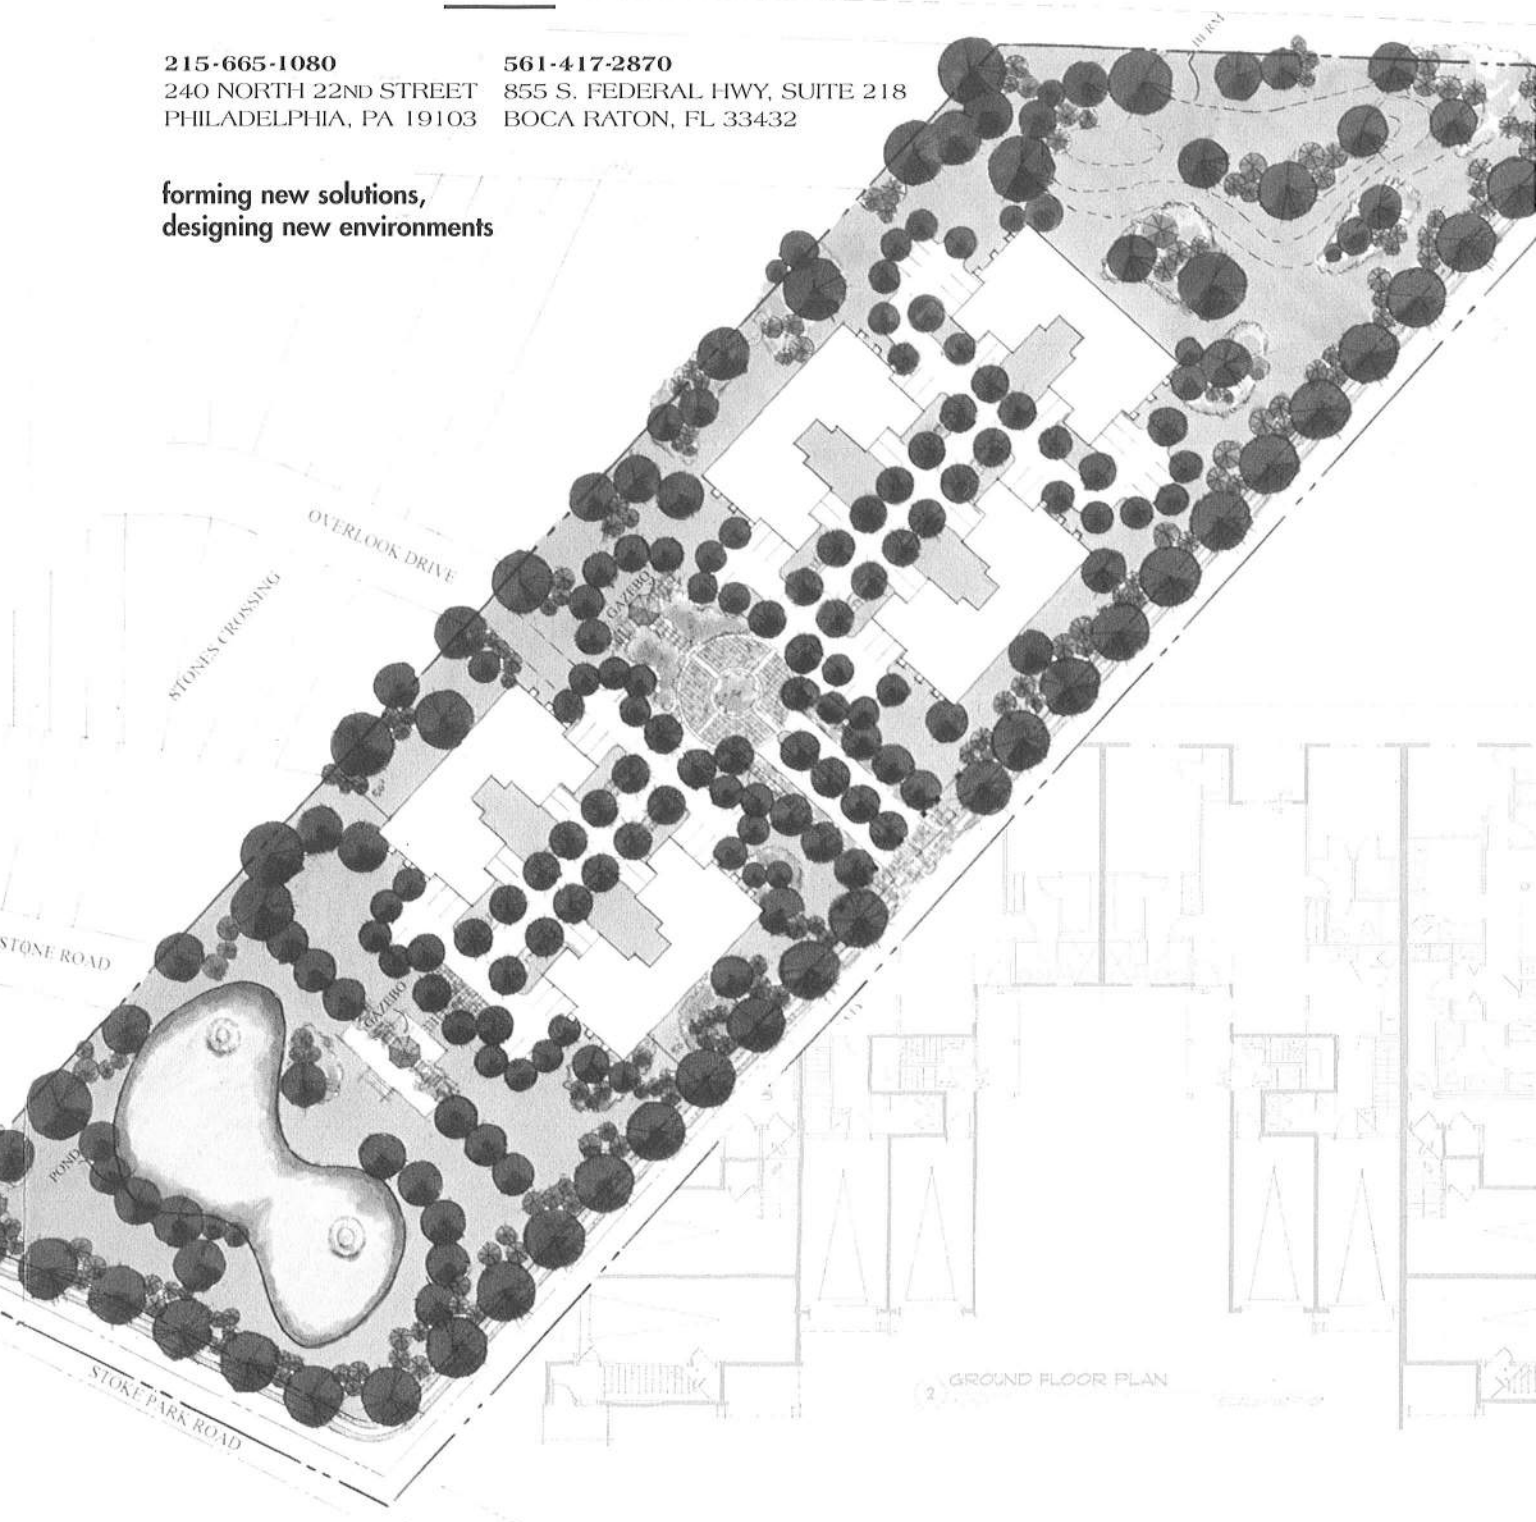 215-665-1080
240 NORTH 22ND STREET
PHILADELPHIA, PA 19103
561-417-2870
855 S. FEDERAL HWY, SUITE 218
BOCA RATON, FL 33432
forming new solutions,
designing new environments
BERM
OVERLOOK DRIVE
STONES CROSSING
GAZEBO
STONE ROAD
GAZEBO
POND
STOKE PARK ROAD
2 GROUND FLOOR PLAN